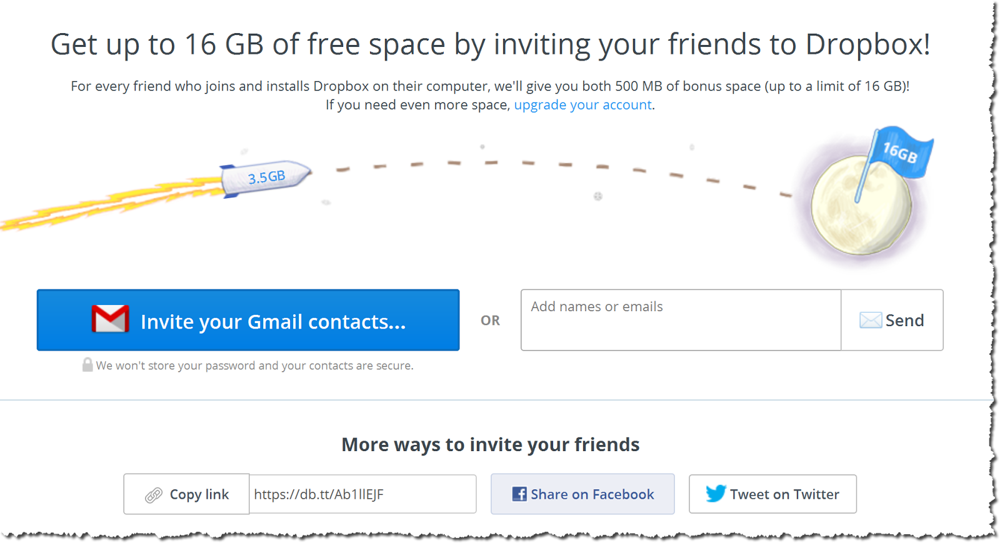 Get up to 16 GB of free space by inviting your friends to Dropbox!
For every friend who joins and installs Dropbox on their computer, we'll give you both 500 MB of bonus space (up to a limit of 16 GB)!
If you need even more space, upgrade your account.
3.5GB
16GB
Invite your Gmail contacts...
OR
Add names or emails
Send
We won't store your password and your contacts are secure.
More ways to invite your friends
Copy link
https://db.tt/Ab1llEJF
Share on Facebook
Tweet on Twitter